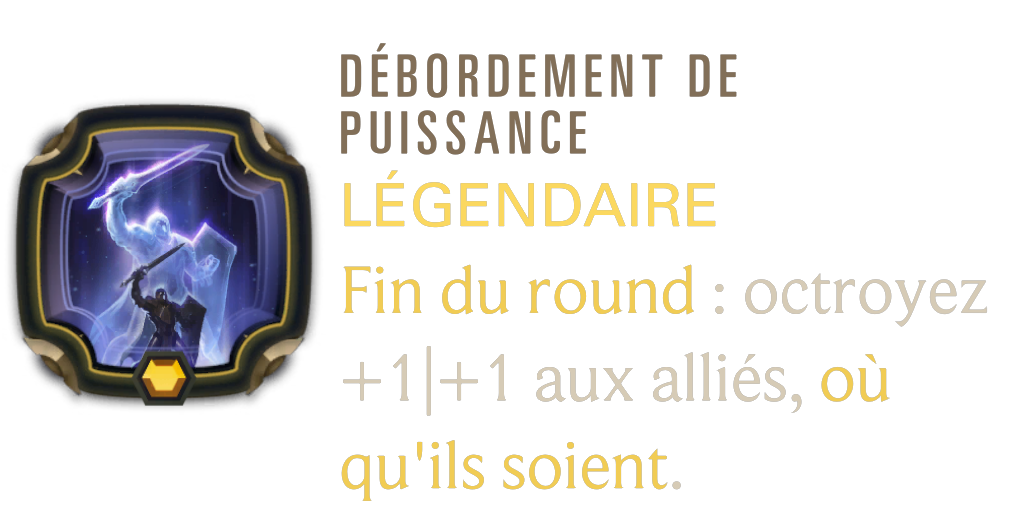 DÉBORDEMENT DE
PUISSANCE
LÉGENDAIRE
Fin du round : octroyez
+1|+1 aux alliés, où
qu'ils soient.